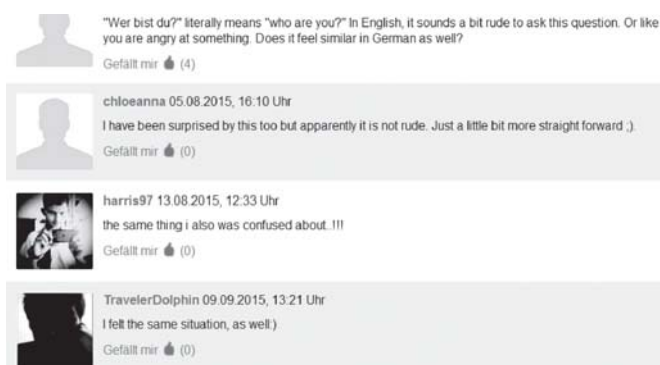 "Wer bist du?" literally means "who are you?" In English, it sounds a bit rude to ask this question. Or like
you are angry at something. Does it feel similar in German as well?
Gefällt mir (4)
chloeanna 05.08.2015, 16:10 Uhr
I have been surprised by this too but apparently it is not rude. Just a little bit more straight forward ;).
Gefällt mir (0)
harris97 13.08.2015, 12:33 Uhr
the same thing i also was confused about..!!!
Gefällt mir (0)
TravelerDolphin 09.09.2015, 13:21 Uhr
I felt the same situation, as well:)
Gefällt mir (0)